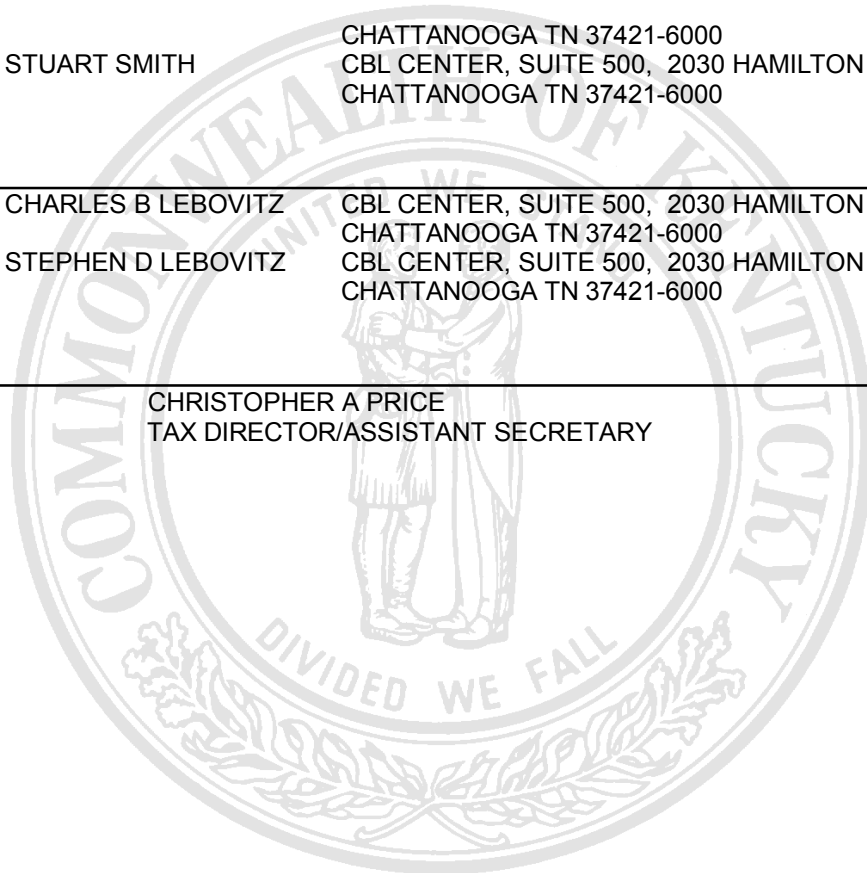 CHATTANOOGA TN 37421-6000
STUART SMITH CBL CENTER, SUITE 500, 2030 HAMILTON
CHATTANOOGA TN 37421-6000
CHARLES B LEBOVITZ CBL CENTER, SUITE 500, 2030 HAMILTON
CHATTANOOGA TN 37421-6000
STEPHEN D LEBOVITZ CBL CENTER, SUITE 500, 2030 HAMILTON
CHATTANOOGA TN 37421-6000
CHRISTOPHER A PRICE
TAX DIRECTOR/ASSISTANT SECRETARY
COMMONWEALTH OF KENTUCKY
UNITED WE STAND
DIVIDED WE FALL